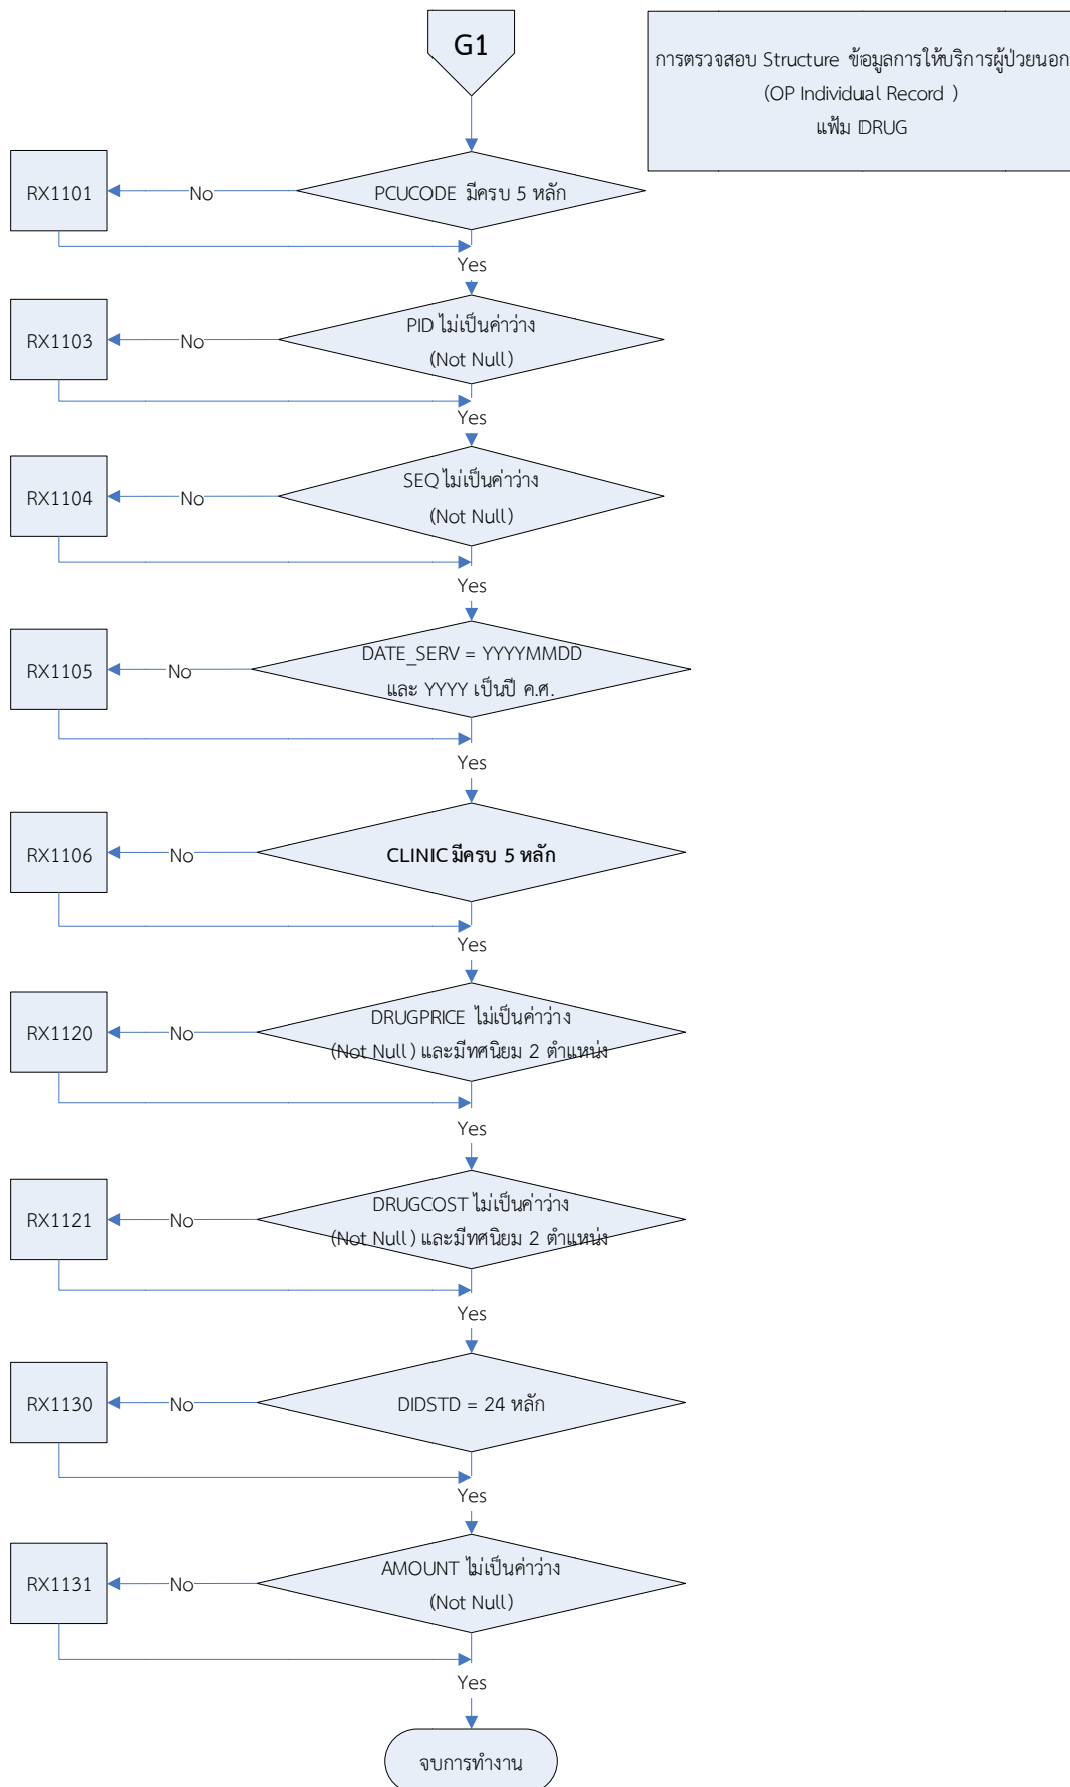 G1
การตรวจสอบ Structure ข้อมูลการให้บริการผู้ป่วยนอก
(OP Individual Record )
แฟ้ม DRUG
PCUCODE มีครบ 5 หลัก
No
RX1101
Yes
PID ไม่เป็นค่าว่าง
(Not Null)
No
RX1103
Yes
SEQ ไม่เป็นค่าว่าง
(Not Null)
No
RX1104
Yes
DATE_SERV = YYYYMMDD
และ YYYY เป็นปี ค.ศ.
No
RX1105
Yes
CLINIC มีครบ 5 หลัก
No
RX1106
Yes
DRUGPRICE ไม่เป็นค่าว่าง
(Not Null) และมีทศนิยม 2 ตำแหน่ง
No
RX1120
Yes
DRUGCOST ไม่เป็นค่าว่าง
(Not Null) และมีทศนิยม 2 ตำแหน่ง
No
RX1121
Yes
DIDSTD = 24 หลัก
No
RX1130
Yes
AMOUNT ไม่เป็นค่าว่าง
(Not Null)
No
RX1131
Yes
จบการทำงาน